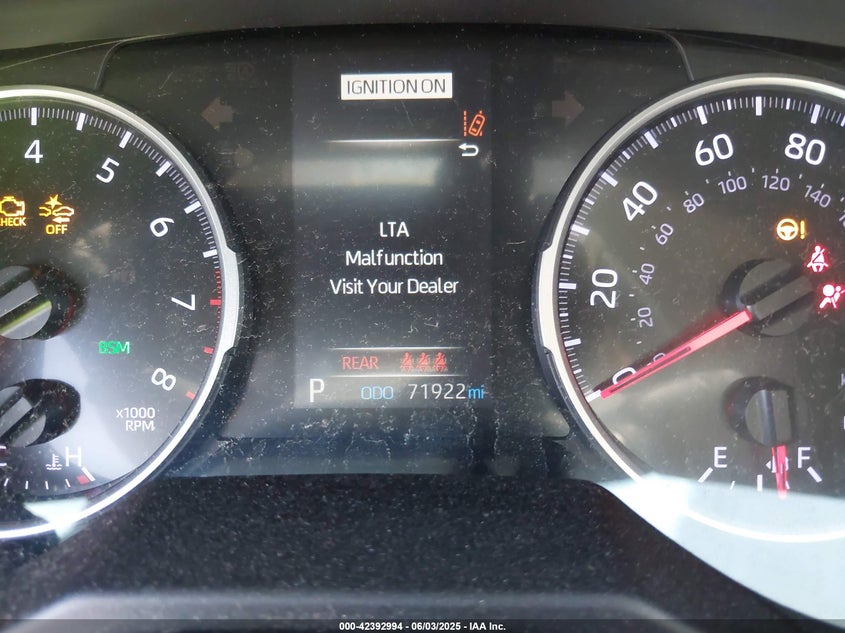 IGNITION ON
4
5
6
7
8
CHECK
OFF
BSM
x1000
RPM
C
H
LTA
Malfunction
Visit Your Dealer
REAR
P
ODO 71922 mi
0
20
40
60
80
20
40
60
80
100
120
140
E
F
000-42392994 - 06/03/2025 - IAA Inc.